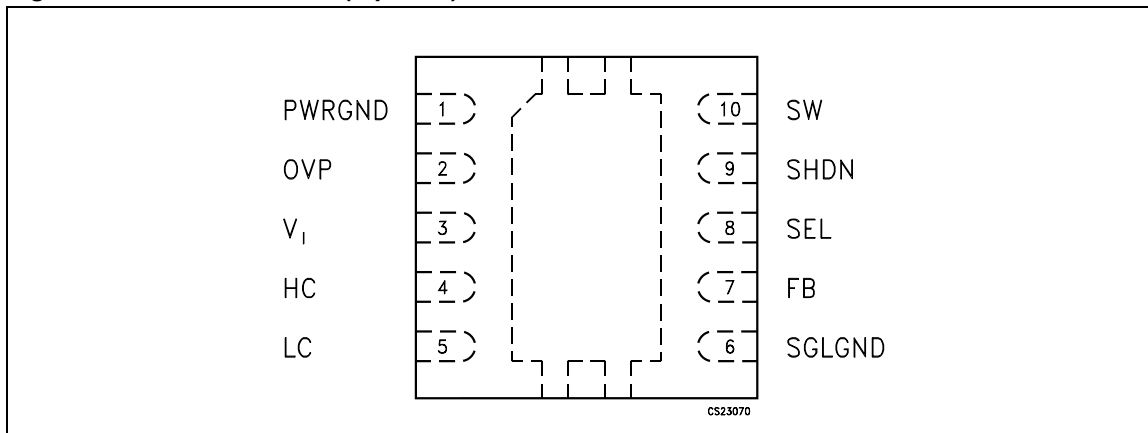 PWRGND 1 10 SW
OVP 2 9 SHDN
VI 3 8 SEL
HC 4 7 FB
LC 5 6 SGLGND
CS23070